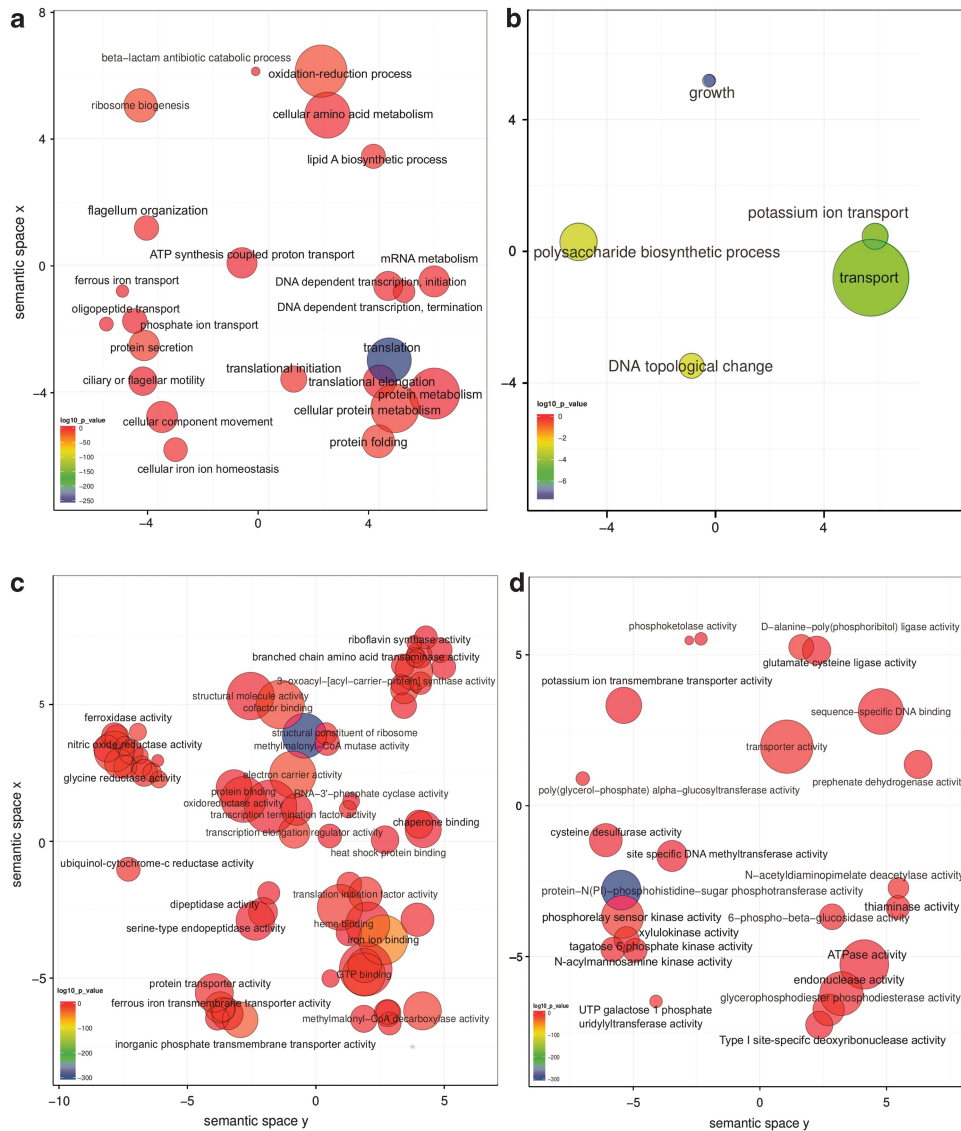 a
8
4
0
-4
semantic space x
beta-lactam antibiotic catabolic process
oxidation-reduction process
ribosome biogenesis
cellular amino acid metabolism
lipid A biosynthetic process
flagellum organization
ATP synthesis coupled proton transport
mRNA metabolism
ferrous iron transport
DNA dependent transcription, initiation
oligopeptide transport
DNA dependent transcription, termination
phosphate ion transport
protein secretion
translation
translational initiation
ciliary or flagellar motility
translational elongation
protein metabolism
cellular protein metabolism
cellular component movement
protein folding
cellular iron ion homeostasis
log10_p_value
0
-50
-100
-150
-200
-250
-4
0
4
b
4
0
-4
growth
potassium ion transport
polysaccharide biosynthetic process
transport
DNA topological change
log10_p_value
0
-2
-4
-6
-4
0
4
c
5
0
-5
semantic space x
riboflavin synthase activity
branched chain amino acid transaminase activity
3-oxoacyl-[acyl-carrier-protein] synthase activity
structural molecule activity
cofactor binding
ferroxidase activity
structural constituent of ribosome
nitric oxide reductase activity
methylmalonyl-CoA mutase activity
glycine reductase activity
electron carrier activity
protein binding
RNA-3'-phosphate cyclase activity
oxidoreductase activity
transcription termination factor activity
chaperone binding
transcription elongation regulator activity
heat shock protein binding
ubiquinol-cytochrome-c reductase activity
translation initiation factor activity
dipeptidase activity
heme binding
serine-type endopeptidase activity
iron ion binding
GTP binding
protein transporter activity
ferrous iron transmembrane transporter activity
methylmalonyl-CoA decarboxylase activity
inorganic phosphate transmembrane transporter activity
log10_p_value
0
-100
-200
-300
-10
-5
0
5
semantic space y
d
5
0
-5
phosphoketolase activity
D-alanine-poly(phosphoribitol) ligase activity
glutamate cysteine ligase activity
potassium ion transmembrane transporter activity
sequence-specific DNA binding
transporter activity
prephenate dehydrogenase activity
poly(glycerol-phosphate) alpha-glucosyltransferase activity
cysteine desulfurase activity
site specific DNA methyltransferase activity
N-acetyldiaminopimelate deacetylase activity
protein-N(PI)-phosphohistidine-sugar phosphotransferase activity
thiaminase activity
phosphorelay sensor kinase activity
6-phospho-beta-glucosidase activity
xylulokinase activity
tagatose 6 phosphate kinase activity
ATPase activity
N-acylmannosamine kinase activity
endonuclease activity
glycerophosphodiester phosphodiesterase activity
UTP galactose 1 phosphate
uridylyltransferase activity
Type I site-specifc deoxyribonuclease activity
log10_p_value
0
-100
-200
-300
-5
0
5
semantic space y